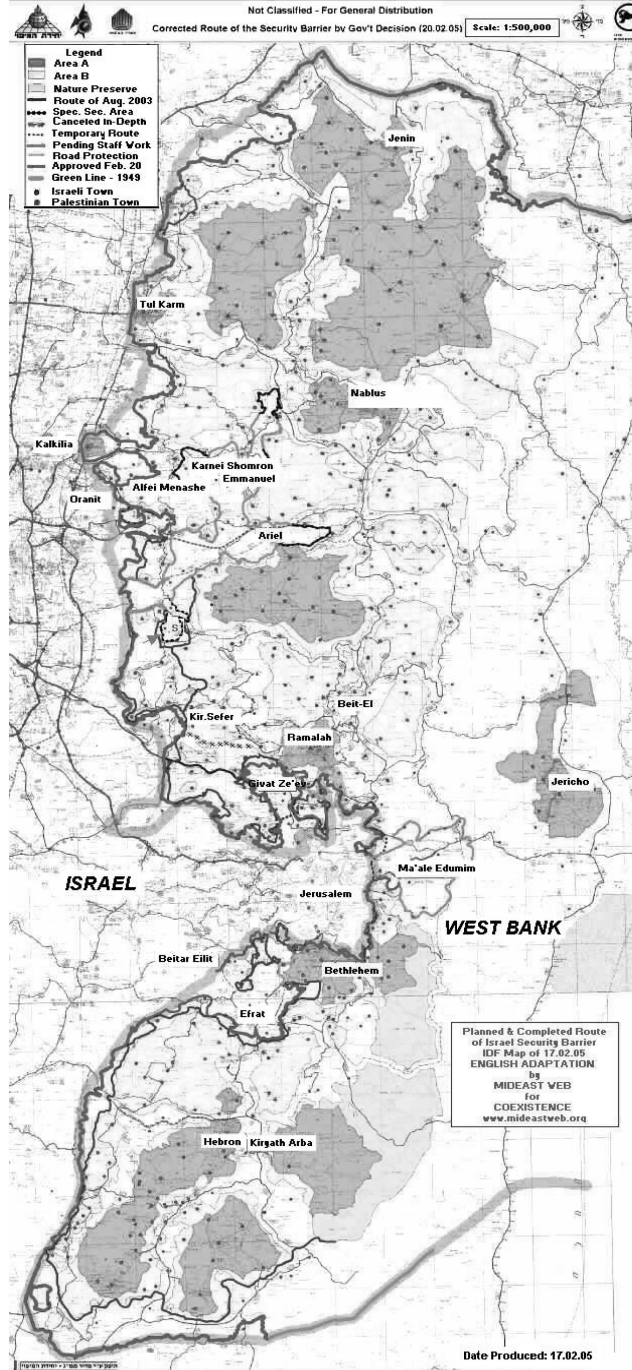 Not Classified - For General Distribution
Corrected Route of the Security Barrier by Gov't Decision (20.02.05)
Scale: 1:500,000
Legend
Area A
Area B
Nature Preserve
Route of Aug. 2003
Spec. Sec. Area
Canceled In-Depth
Temporary Route
Pending Staff Work
Road Protection
Approved Feb. 20
Green Line - 1949
Israeli Town
Palestinian Town
Jenin
Tul Karm
Nablus
Kalkilia
Karnei Shomron
Emmanuel
Alfei Menashe
Oranit
Ariel
S
Beit-El
Kir.Sefer
Ramalah
Givat Ze'ev
Jericho
Ma'ale Edumim
ISRAEL
Jerusalem
WEST BANK
Beitar Eilit
Bethlehem
Efrat
Planned & Completed Route
of Israel Security Barrier
IDF Map of 17.02.05
ENGLISH ADAPTATION
by
MIDEAST WEB
for
COEXISTENCE
www.mideastweb.org
Hebron
Kiryath Arba
Date Produced: 17.02.05